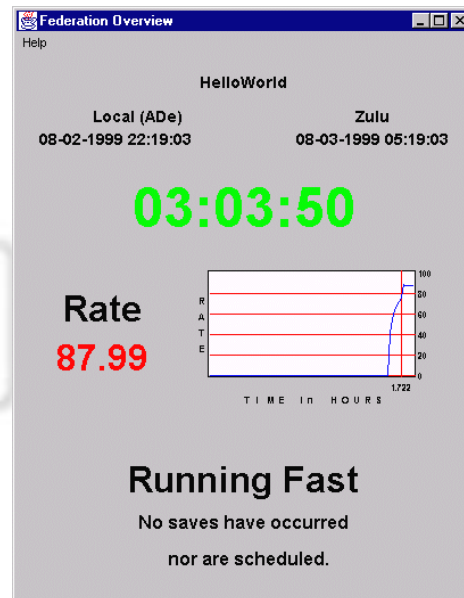 Federation Overview
Help
HelloWorld
Local (ADe) Zulu
08-02-1999 22:19:03 08-03-1999 05:19:03
03:03:50
Rate
87.99
R A T E
100
80
60
40
20
0
1.722
T I M E I n H O U R S
Running Fast
No saves have occurred
nor are scheduled.